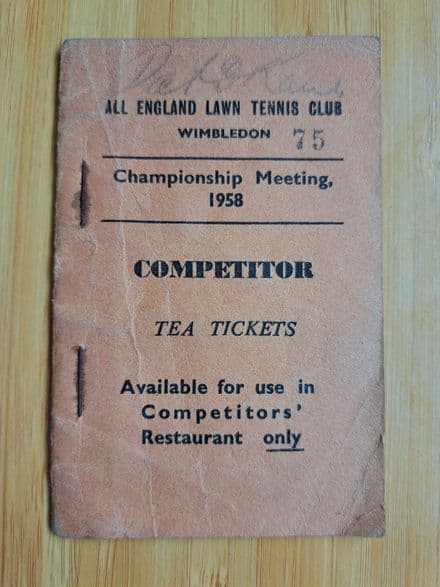 ALL ENGLAND LAWN TENNIS CLUB
WIMBLEDON 75
Championship Meeting,
1958
COMPETITOR
TEA TICKETS
Available for use in
Competitors'
Restaurant only